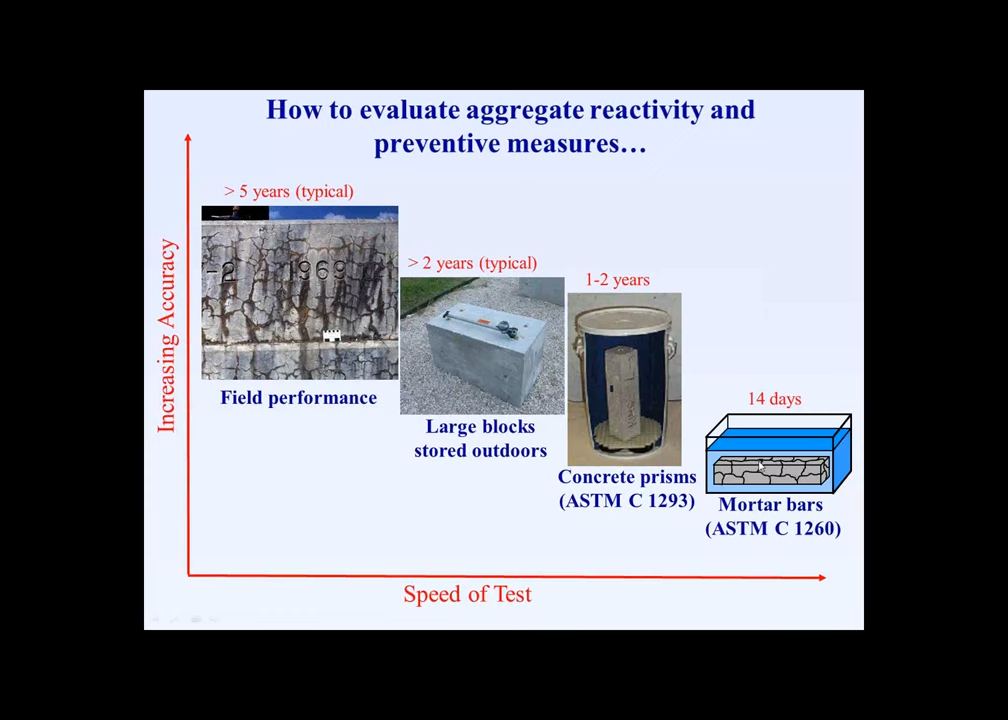 How to evaluate aggregate reactivity and
preventive measures…
> 5 years (typical)
-2 1969
Field performance
> 2 years (typical)
Large blocks
stored outdoors
1-2 years
Concrete prisms
(ASTM C 1293)
14 days
Mortar bars
(ASTM C 1260)
Increasing Accuracy
Speed of Test